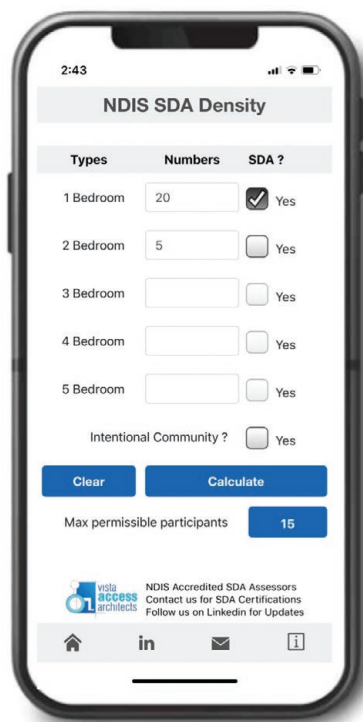 2:43
NDIS SDA Density
Types Numbers SDA ?
1 Bedroom 20 Yes
2 Bedroom 5 Yes
3 Bedroom Yes
4 Bedroom Yes
5 Bedroom Yes
Intentional Community ? Yes
Clear Calculate
Max permissible participants 15
vista
access
architects
NDIS Accredited SDA Assessors
Contact us for SDA Certifications
Follow us on Linkedin for Updates
in i